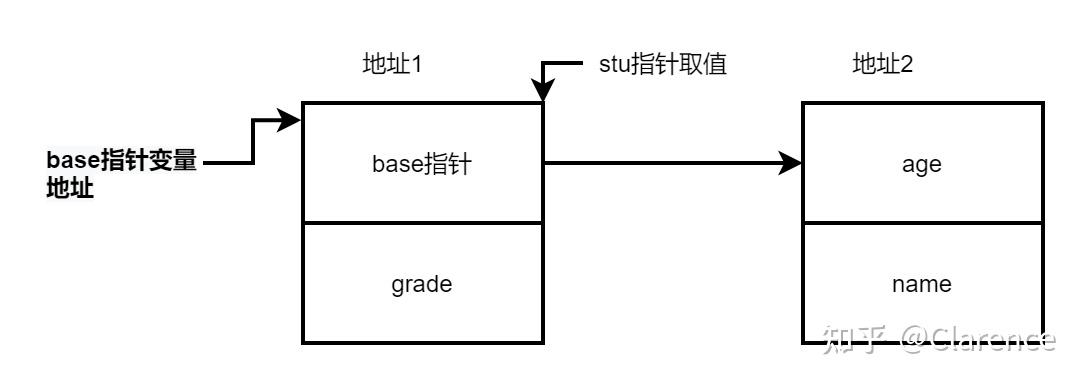 地址1
stu指针取值
地址2
base指针变量
地址
base指针
age
grade
name
知乎 @Clarence